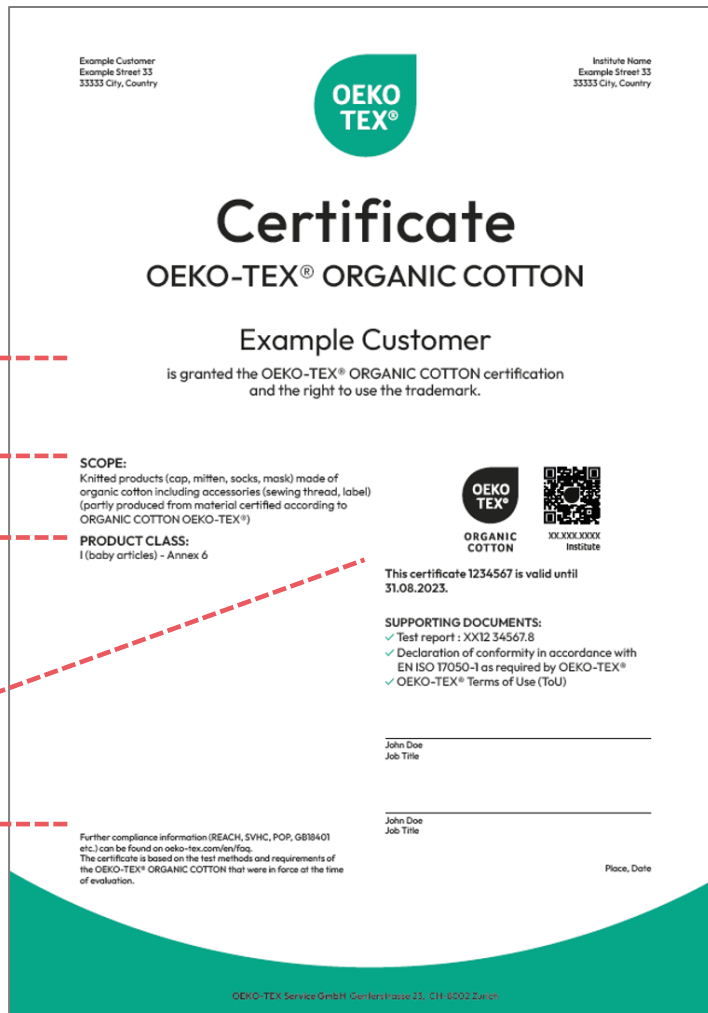 Example Customer
Example Street 33
33333 City, Country
OEKO
TEX®
Institute Name
Example Street 33
33333 City, Country
Certificate
OEKO-TEX® ORGANIC COTTON
Example Customer
is granted the OEKO-TEX® ORGANIC COTTON certification
and the right to use the trademark.
SCOPE:
Knitted products (cap, mitten, socks, mask) made of
organic cotton including accessories (sewing thread, label)
(partly produced from material certified according to
ORGANIC COTTON OEKO-TEX®)
PRODUCT CLASS:
I (baby articles) - Annex 6
OEKO
TEX®
ORGANIC
COTTON
XX.XXX.XXXX
Institute
This certificate 1234567 is valid until
31.08.2023.
SUPPORTING DOCUMENTS:
✓ Test report : XX12 34567.8
✓ Declaration of conformity in accordance with
EN ISO 17050-1 as required by OEKO-TEX®
✓ OEKO-TEX® Terms of Use (ToU)
John Doe
Job Title
John Doe
Job Title
Further compliance information (REACH, SVHC, POP, GB18401
etc.) can be found on oeko-tex.com/en/faq.
The certificate is based on the test methods and requirements of
the OEKO-TEX® ORGANIC COTTON that were in force at the time
of evaluation.
Place, Date
OEKO-TEX Service GmbH Genferstrasse 23, CH-8002 Zurich